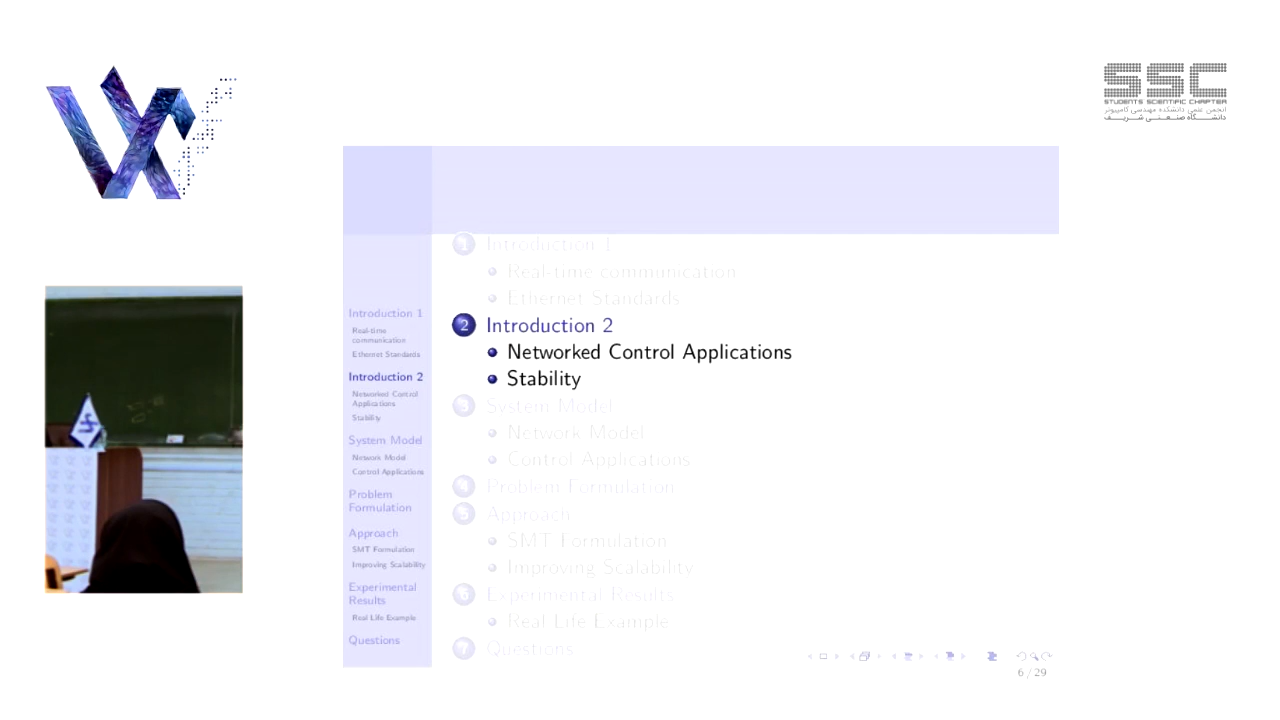 SSC
STUDENTS SCIENTIFIC CHAPTER
انجمن علمی دانشکده مهندسی کامپیوتر
دانشگاه صنعتی شریف
Introduction 1
Real-time
communication
Ethernet Standards
Introduction 2
Networked Control
Applications
Stability
System Model
Network Model
Control Applications
Problem
Formulation
Approach
SMT Formulation
Improving Scalability
Experimental
Results
Real Life Example
Questions
1 Introduction 1
Real-time communication
Ethernet Standards
2 Introduction 2
Networked Control Applications
Stability
3 System Model
Network Model
Control Applications
4 Problem Formulation
5 Approach
SMT Formulation
Improving Scalability
6 Experimental Results
Real Life Example
7 Questions
6 / 29